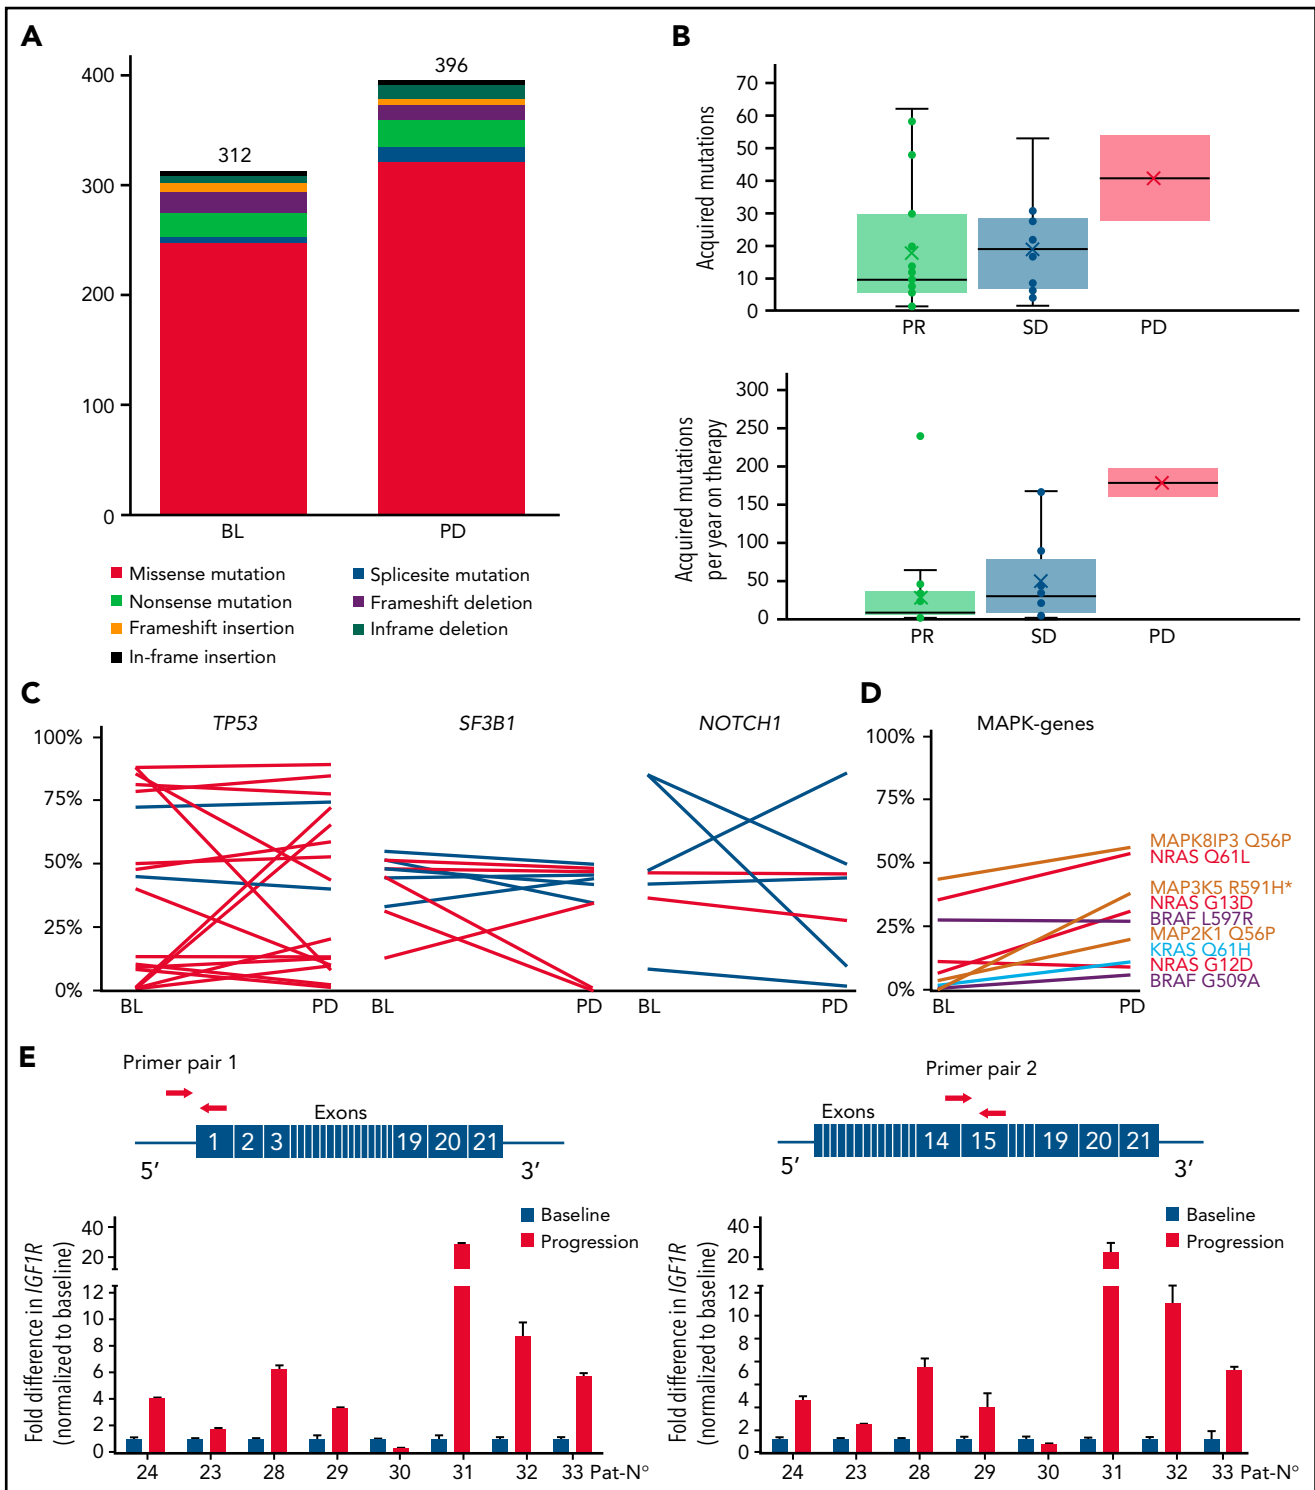 A
400
300
200
100
0
312
396
BL
PD
Missense mutation
Nonsense mutation
Frameshift insertion
In-frame insertion
Splicesite mutation
Frameshift deletion
Inframe deletion
B
Acquired mutations
70
60
50
40
30
20
10
0
PR
SD
PD
Acquired mutations
per year on therapy
300
250
200
150
100
50
0
PR
SD
PD
C
TP53
SF3B1
NOTCH1
100%
75%
50%
25%
0%
BL
PD
BL
PD
BL
PD
D
MAPK-genes
100%
75%
50%
25%
0%
BL
PD
MAPK8IP3 Q56P
NRAS Q61L
MAP3K5 R591H*
NRAS G13D
BRAF L597R
MAP2K1 Q56P
KRAS Q61H
NRAS G12D
BRAF G509A
E
Primer pair 1
Exons
1 2 3 19 20 21
5′
3′
Fold difference in IGF1R
(normalized to baseline)
40
20
12
10
8
6
4
2
0
Baseline
Progression
24 23 28 29 30 31 32 33 Pat-N°
Primer pair 2
Exons
14 15 19 20 21
5′
3′
Fold difference in IGF1R
(normalized to baseline)
40
20
12
10
8
6
4
2
0
Baseline
Progression
24 23 28 29 30 31 32 33 Pat-N°